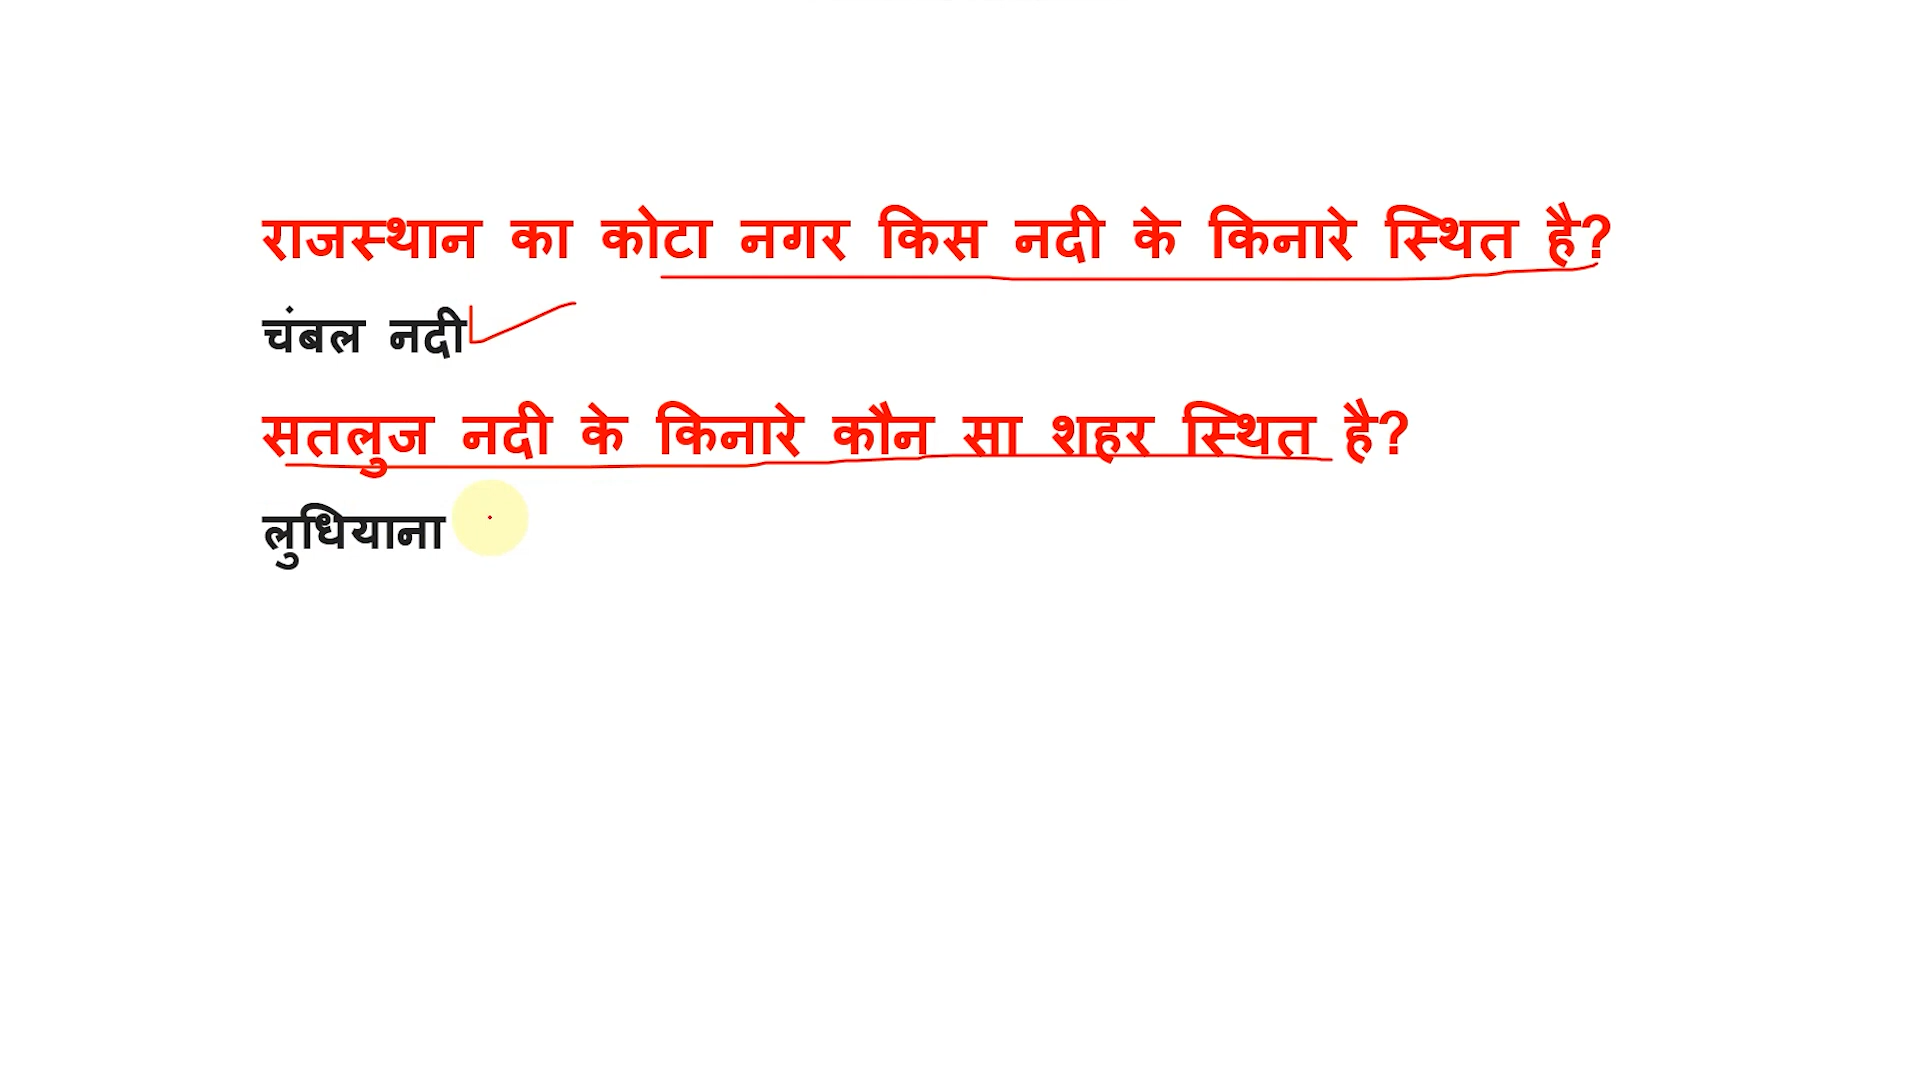 राजस्थान का कोटा नगर किस नदी के किनारे स्थित है?
चंबल नदी
सतलुज नदी के किनारे कौन सा शहर स्थित है?
लुधियाना